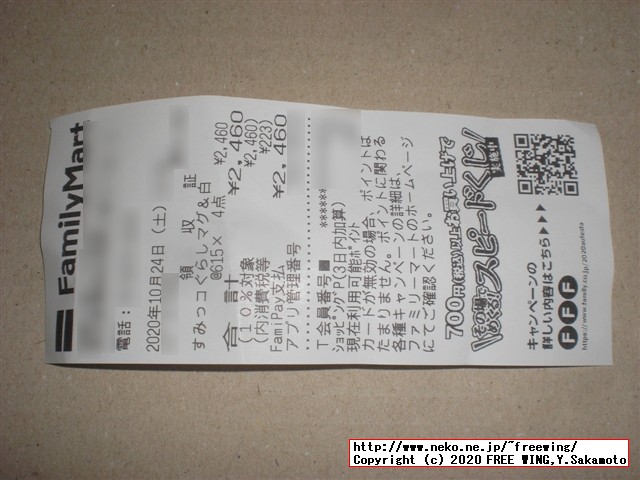 FamilyMart
電話：
2020年10月24日(土)
領 収 証
すみっコぐらしマグ&白
@615× 4点 ¥2,460
合 計 ¥2,460
(10%対象 ¥2,460)
(内消費税等 ¥223)
FamiPay支払 ¥2,460
アプリ管理番号
T会員番号■ ******
ｼｮｯﾋﾟﾝｸﾞP(3日内加算)
現在利用可能ﾎﾟｲﾝﾄ
カードが無効の場合、ポイントは
たまりません。ポイントに関わる
各種キャンペーンの詳細は、
ファミリーマートのホームページ
にてご確認ください。
700円(税込)以上お買い上げで
その場でめくる!スピードくじ!
実施中
キャンペーンの
詳しい内容はこちら▶▶▶
F F F
http://www.neko.ne.jp/~freewing/
Copyright (c) 2020 FREE WING,Y.Sakamoto